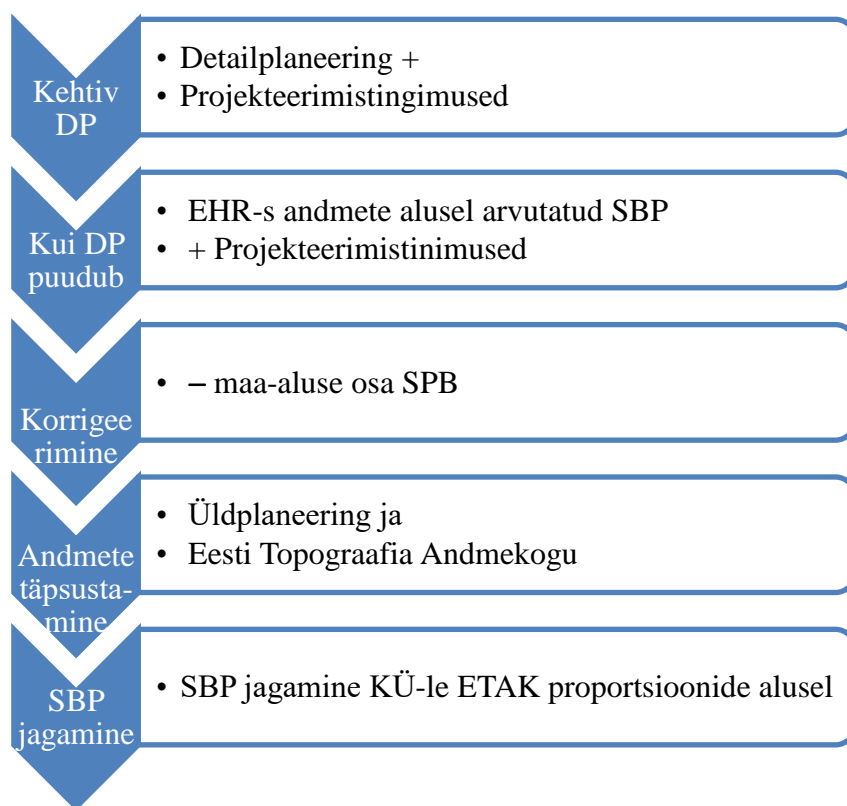 Kehtiv
DP
• Detailplaneering +
• Projekteerimistingimused
Kui DP
puudub
• EHR-s andmete alusel arvutatud SBP
• + Projekteerimistinimused
Korrigee
rimine
• – maa-aluse osa SPB
Andmete
täpsusta-
mine
• Üldplaneering ja
• Eesti Topograafia Andmekogu
SBP
jagamine
• SBP jagamine KÜ-le ETAK proportsioonide alusel